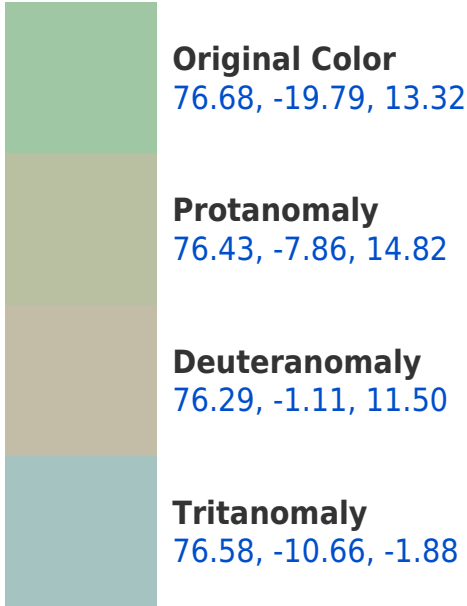 Original Color
76.68, -19.79, 13.32
Protanomaly
76.43, -7.86, 14.82
Deuteranomaly
76.29, -1.11, 11.50
Tritanomaly
76.58, -10.66, -1.88